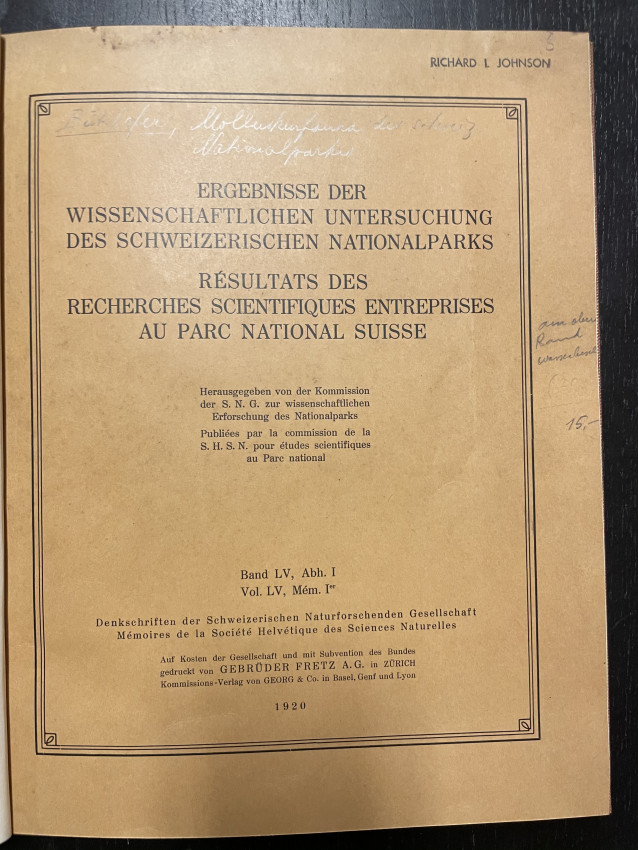 RICHARD I. JOHNSON
Molluskenfauna des Schweiz
Nationalparks
ERGEBNISSE DER
WISSENSCHAFTLICHEN UNTERSUCHUNG
DES SCHWEIZERISCHEN NATIONALPARKS
RÉSULTATS DES
RECHERCHES SCIENTIFIQUES ENTREPRISES
AU PARC NATIONAL SUISSE
Rand
15,-
Herausgegeben von der Kommission
der S. N. G. zur wissenschaftlichen
Erforschung des Nationalparks
Publiées par la commission de la
S. H. S. N. pour études scientifiques
au Parc national
Band LV, Abh. I
Vol. LV, Mém. Ier
Denkschriften der Schweizerischen Naturforschenden Gesellschaft
Mémoires de la Société Helvétique des Sciences Naturelles
Auf Kosten der Gesellschaft und mit Subvention des Bundes
gedruckt von GEBRÜDER FRETZ A.G. in ZÜRICH
Kommissions-Verlag von GEORG & Co. in Basel, Genf und Lyon
1920